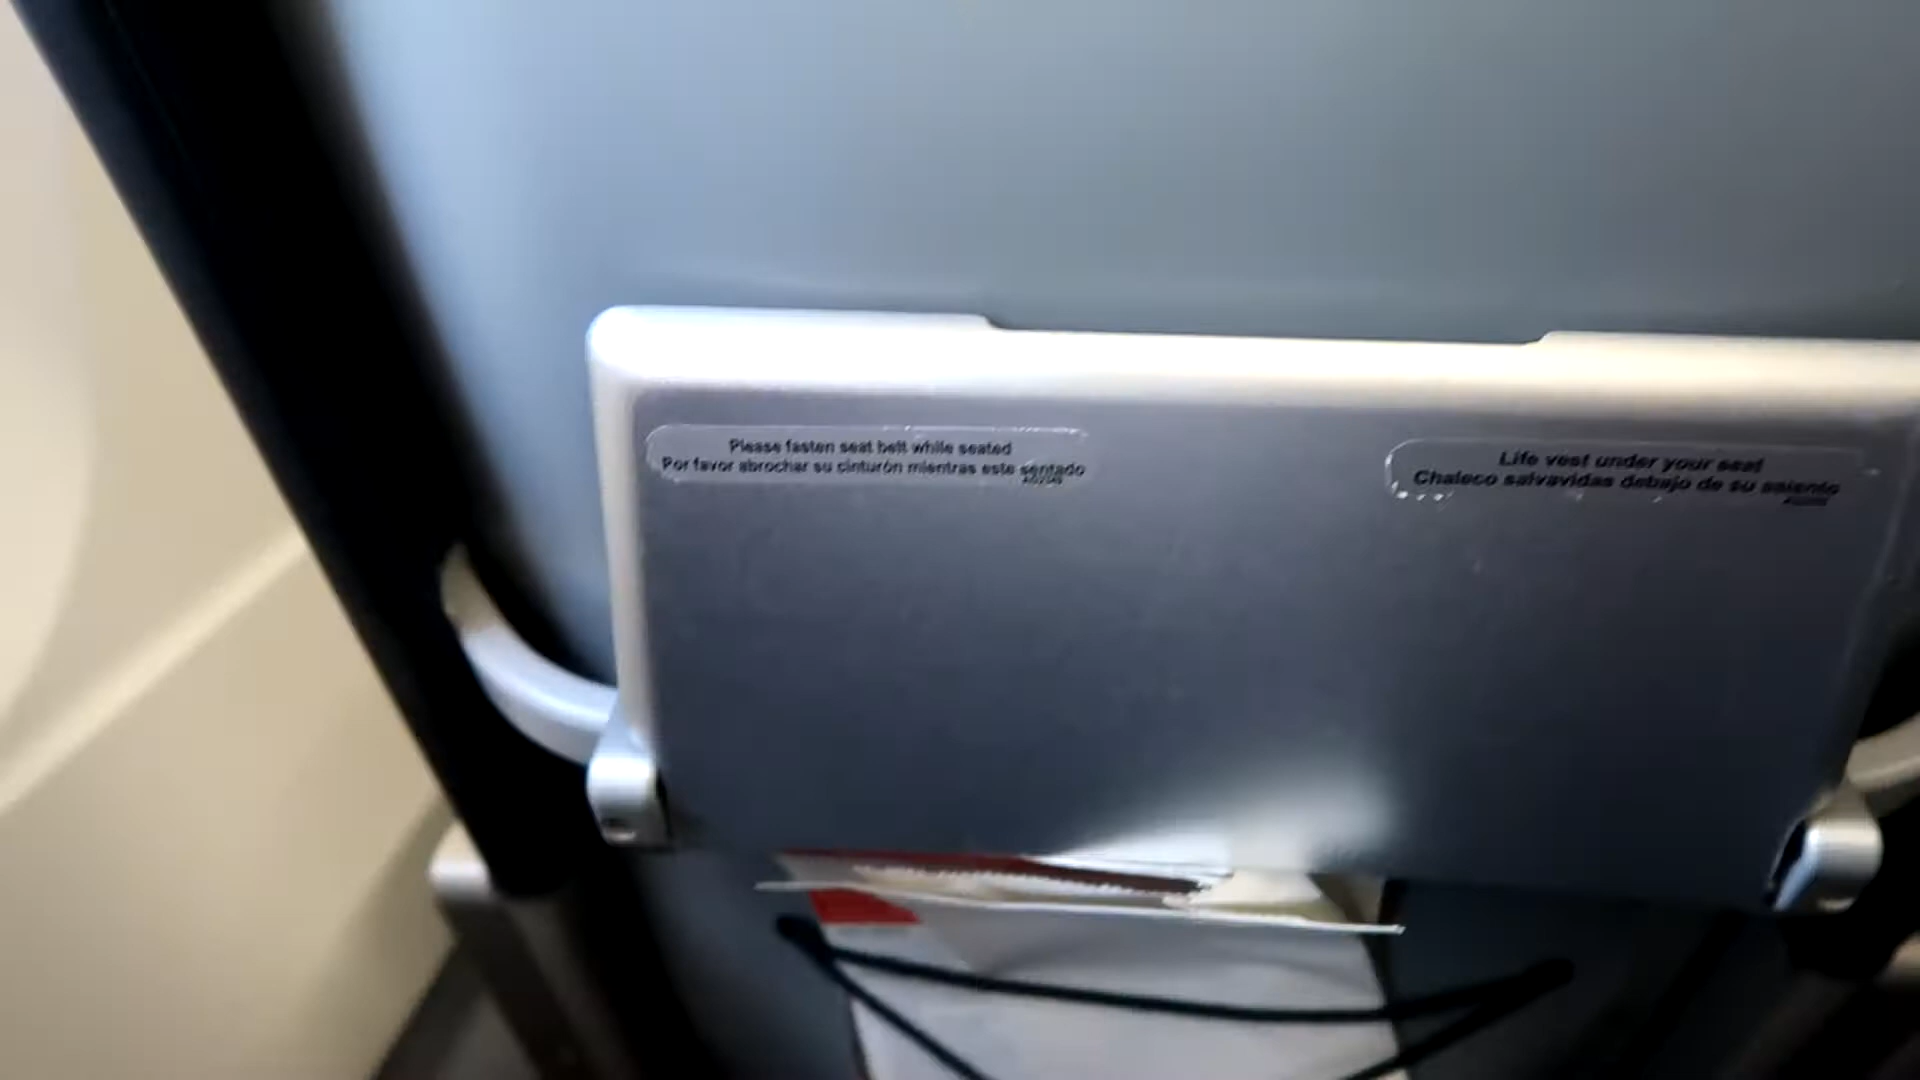 Please fasten seat belt while seated
Por favor abrochar su cinturón mientras este sentado
Life vest under your seat
Chaleco salvavidas debajo de su asiento